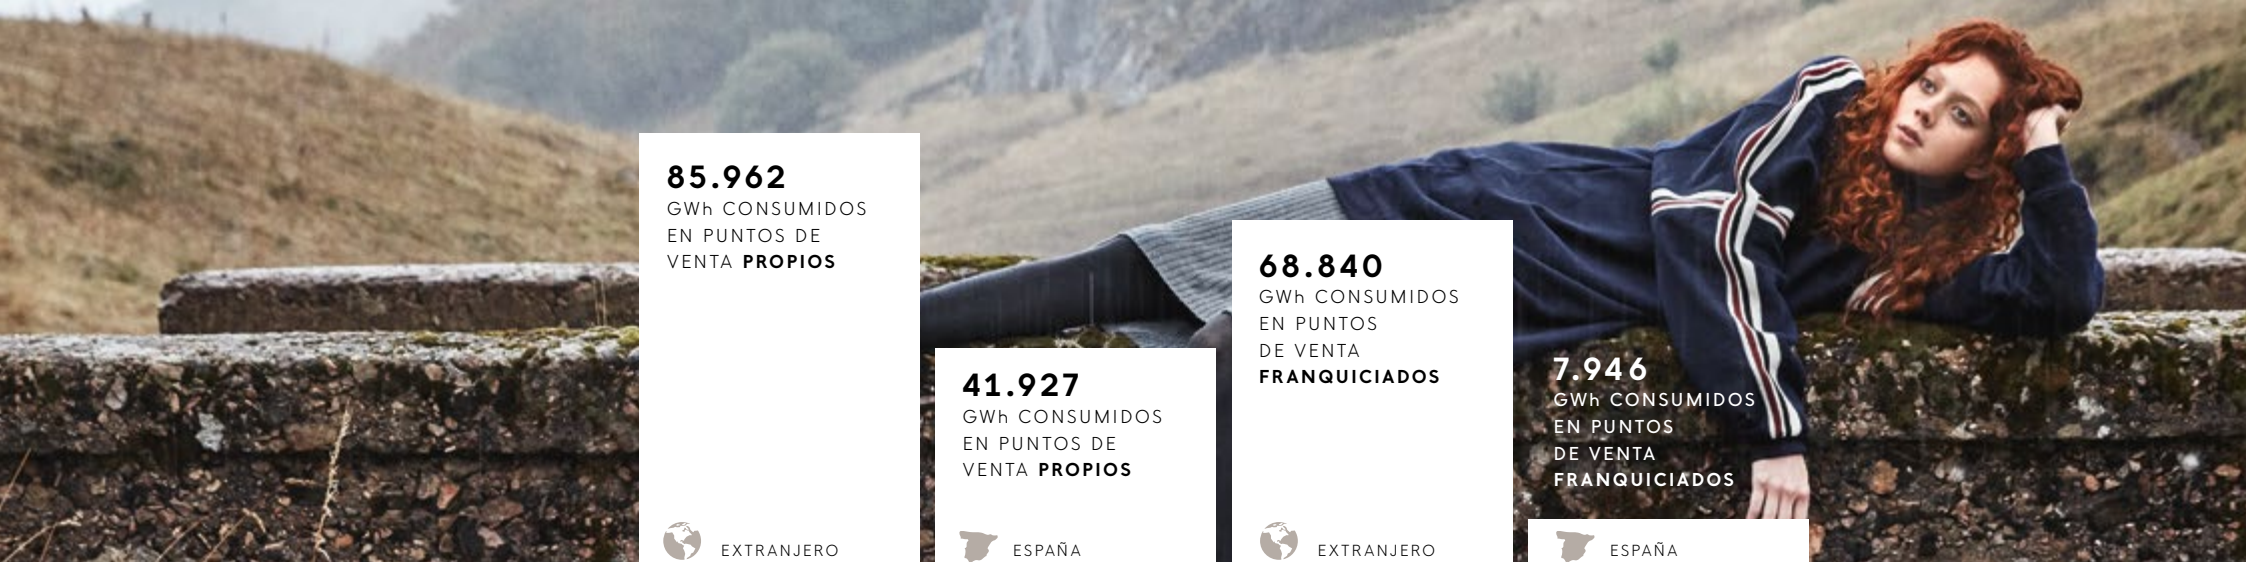 85.962
GWh CONSUMIDOS
EN PUNTOS DE
VENTA PROPIOS
EXTRANJERO
41.927
GWh CONSUMIDOS
EN PUNTOS DE
VENTA PROPIOS
ESPAÑA
68.840
GWh CONSUMIDOS
EN PUNTOS
DE VENTA
FRANQUICIADOS
EXTRANJERO
7.946
GWh CONSUMIDOS
EN PUNTOS
DE VENTA
FRANQUICIADOS
ESPAÑA